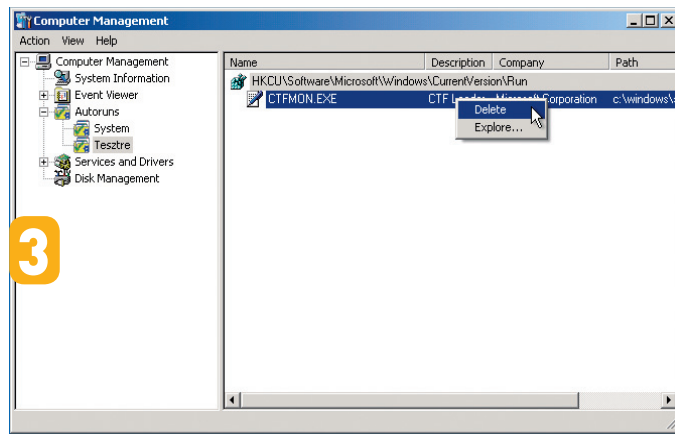 Computer Management
Action View Help
Computer Management
System Information
Event Viewer
Autoruns
System
Tesztre
Services and Drivers
Disk Management
Name Description Company Path
HKCU\Software\Microsoft\Windows\CurrentVersion\Run
CTFMON.EXE CTF Loader Microsoft Corporation c:\windows\
Delete
Explore...
3